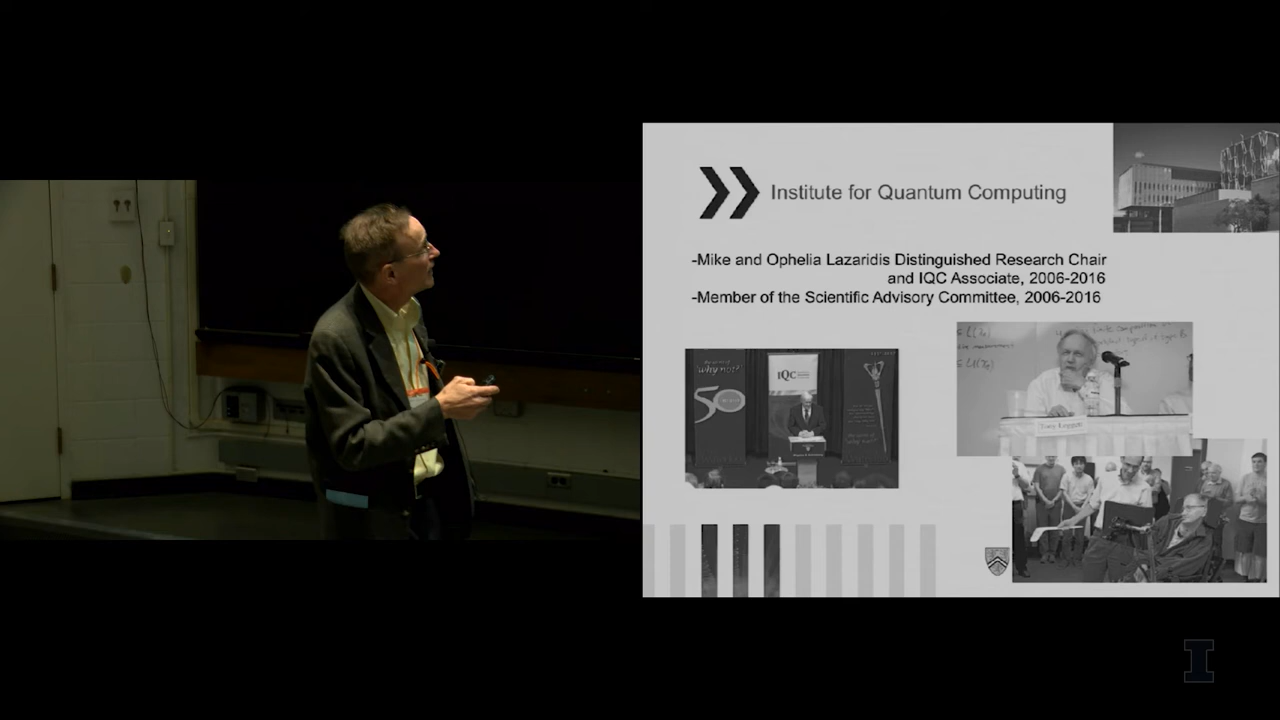 Institute for Quantum Computing
-Mike and Ophelia Lazaridis Distinguished Research Chair
and IQC Associate, 2006-2016
-Member of the Scientific Advisory Committee, 2006-2016
why not?
50
IQC
Tony Leggett
I